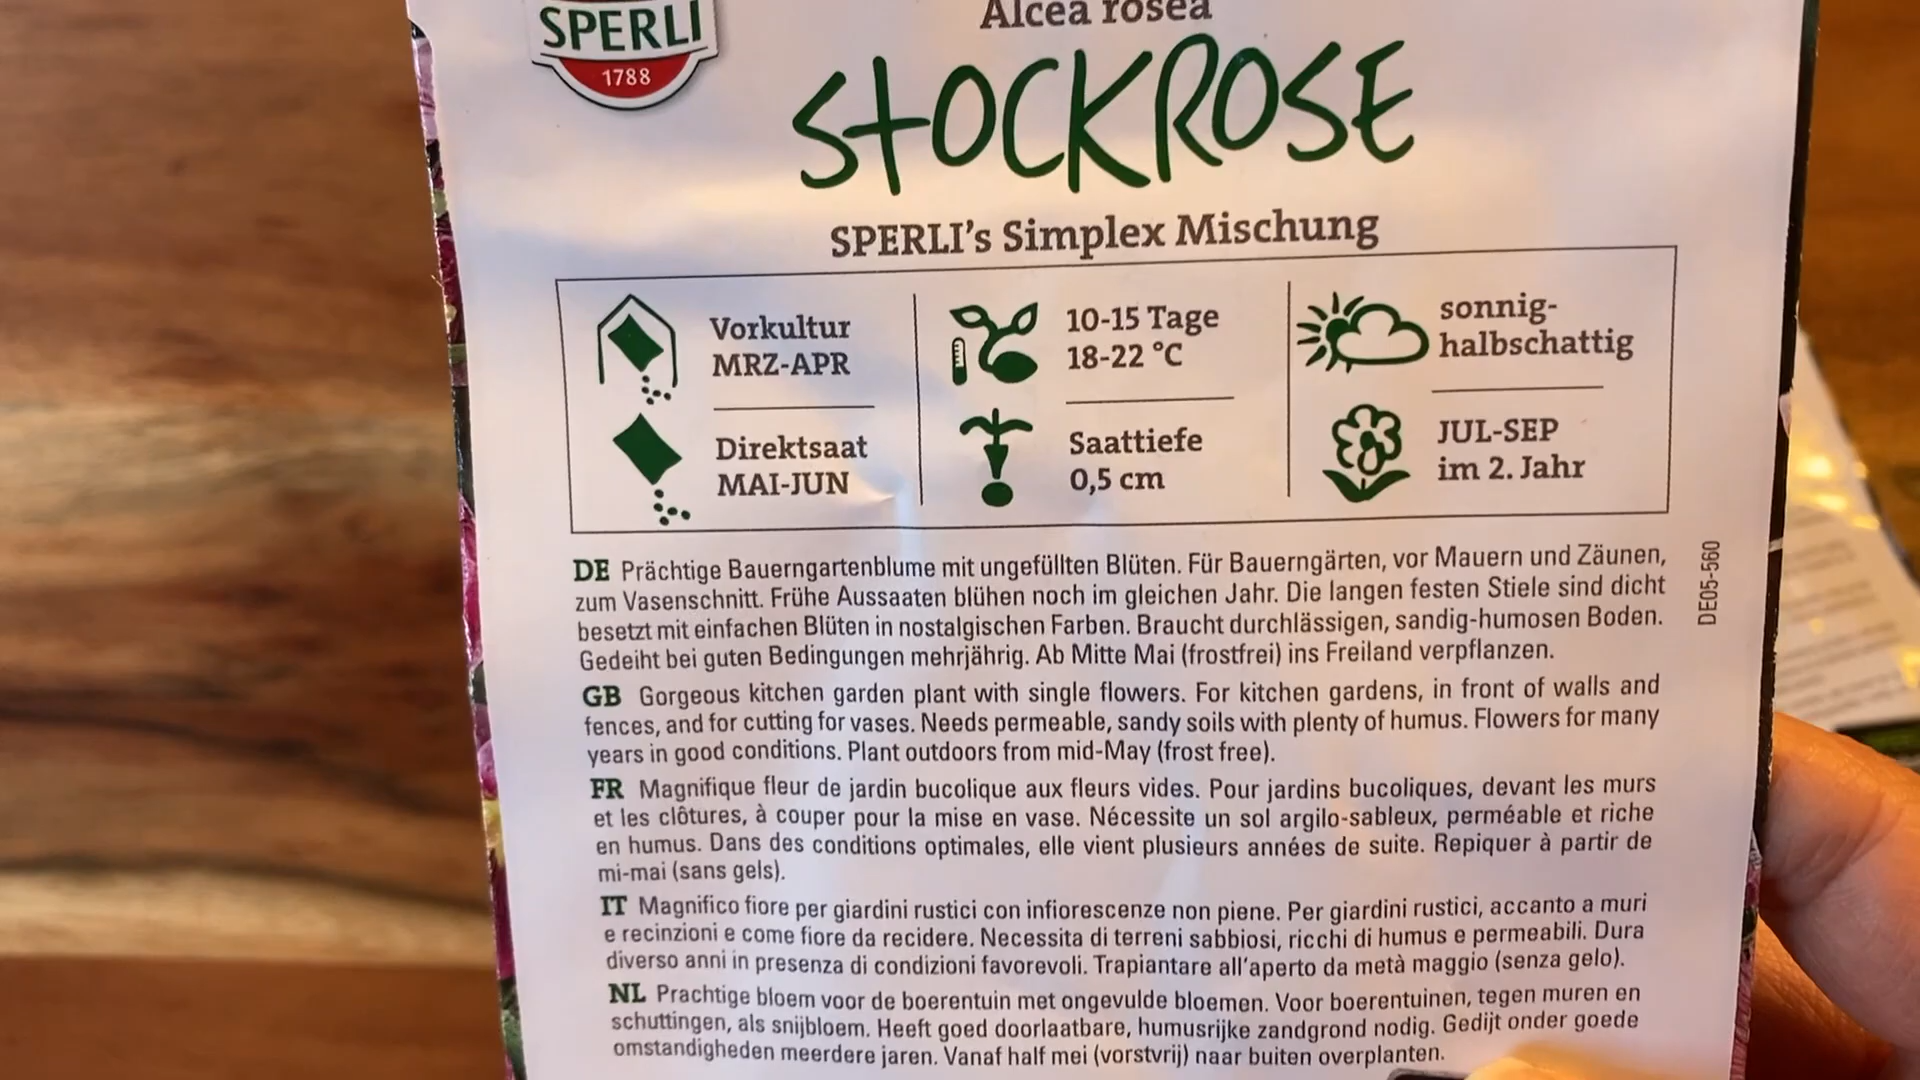 SPERLI
1788
Alcea rosea
STOCKROSE
SPERLI's Simplex Mischung
Vorkultur
MRZ-APR
Direktsaat
MAI-JUN
10-15 Tage
18-22 °C
Saattiefe
0,5 cm
sonnig-
halbschattig
JUL-SEP
im 2. Jahr
DE Prächtige Bauerngartenblume mit ungefüllten Blüten. Für Bauerngärten, vor Mauern und Zäunen,
zum Vasenschnitt. Frühe Aussaaten blühen noch im gleichen Jahr. Die langen festen Stiele sind dicht
besetzt mit einfachen Blüten in nostalgischen Farben. Braucht durchlässigen, sandig-humosen Boden.
Gedeiht bei guten Bedingungen mehrjährig. Ab Mitte Mai (frostfrei) ins Freiland verpflanzen.
GB Gorgeous kitchen garden plant with single flowers. For kitchen gardens, in front of walls and
fences, and for cutting for vases. Needs permeable, sandy soils with plenty of humus. Flowers for many
years in good conditions. Plant outdoors from mid-May (frost free).
FR Magnifique fleur de jardin bucolique aux fleurs vides. Pour jardins bucoliques, devant les murs
et les clôtures, à couper pour la mise en vase. Nécessite un sol argilo-sableux, perméable et riche
en humus. Dans des conditions optimales, elle vient plusieurs années de suite. Repiquer à partir de
mi-mai (sans gels).
IT Magnifico fiore per giardini rustici con infiorescenze non piene. Per giardini rustici, accanto a muri
e recinzioni e come fiore da recidere. Necessita di terreni sabbiosi, ricchi di humus e permeabili. Dura
diverso anni in presenza di condizioni favorevoli. Trapiantare all'aperto da metà maggio (senza gelo).
NL Prachtige bloem voor de boerentuin met ongevulde bloemen. Voor boerentuinen, tegen muren en
schuttingen, als snijbloem. Heeft goed doorlaatbare, humusrijke zandgrond nodig. Gedijt onder goede
omstandigheden meerdere jaren. Vanaf half mei (vorstvrij) naar buiten overplanten.
DE05-560